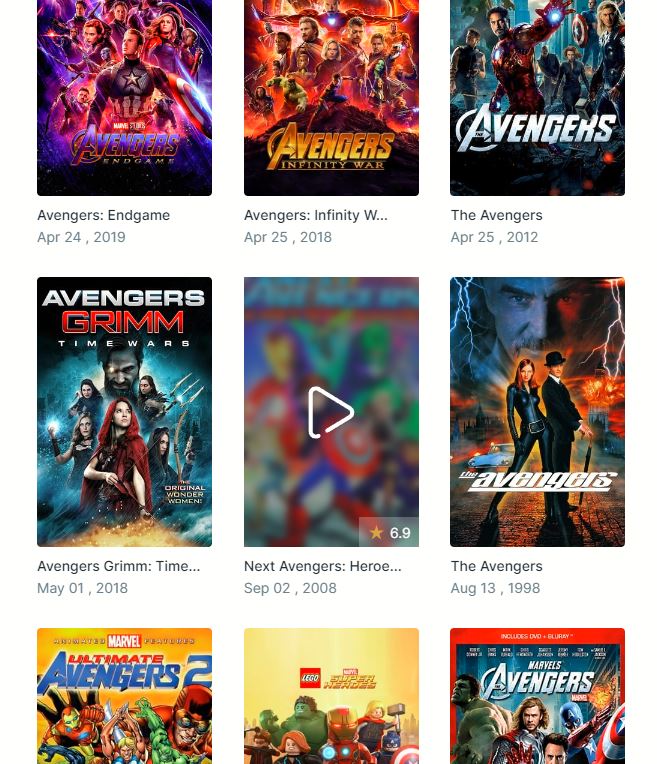 MARVEL STUDIOS
AVENGERS
ENDGAME
AVENGERS
INFINITY WAR
THE
AVENGERS
Avengers: Endgame
Avengers: Infinity W...
The Avengers
Apr 24 , 2019
Apr 25 , 2018
Apr 25 , 2012
AVENGERS
GRIMM
TIME WARS
THE
ORIGINAL
WONDER
WOMEN!
6.9
the avengers
Avengers Grimm: Time...
Next Avengers: Heroe...
The Avengers
May 01 , 2018
Sep 02 , 2008
Aug 13 , 1998
ANIMATED MARVEL FEATURES
ULTIMATE
AVENGERS 2
LEGO MARVEL
SUPER HEROES
INCLUDES DVD + BLU-RAY™
MARVEL'S
AVENGERS
MARVEL